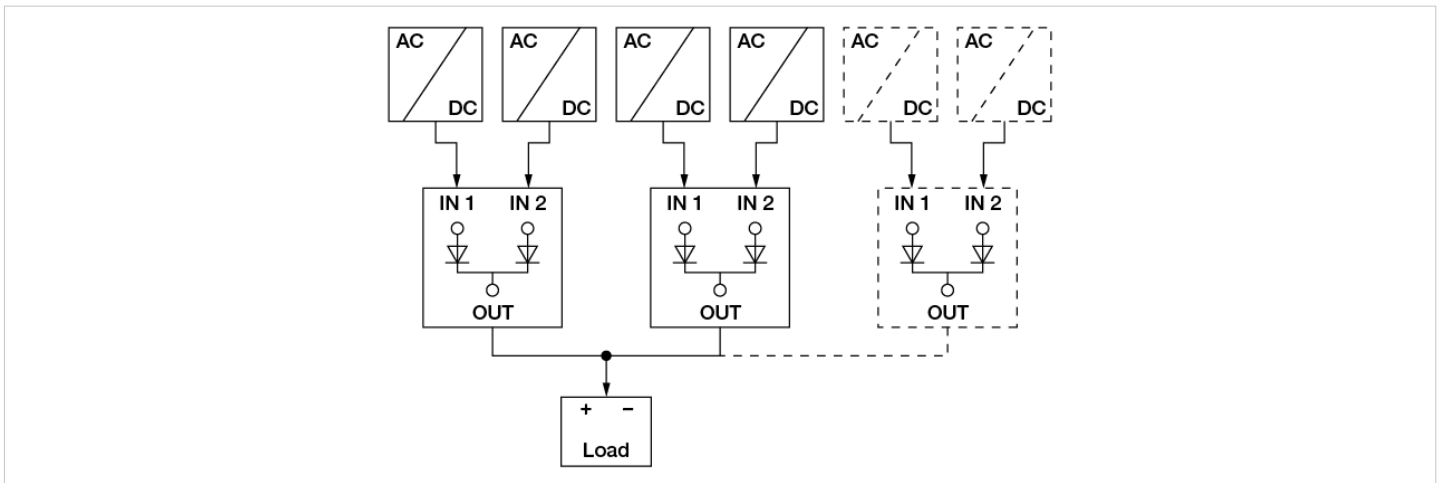 AC AC AC AC AC AC
DC DC DC DC DC DC
IN 1 IN 2 IN 1 IN 2 IN 1 IN 2
OUT OUT OUT
+ −
Load